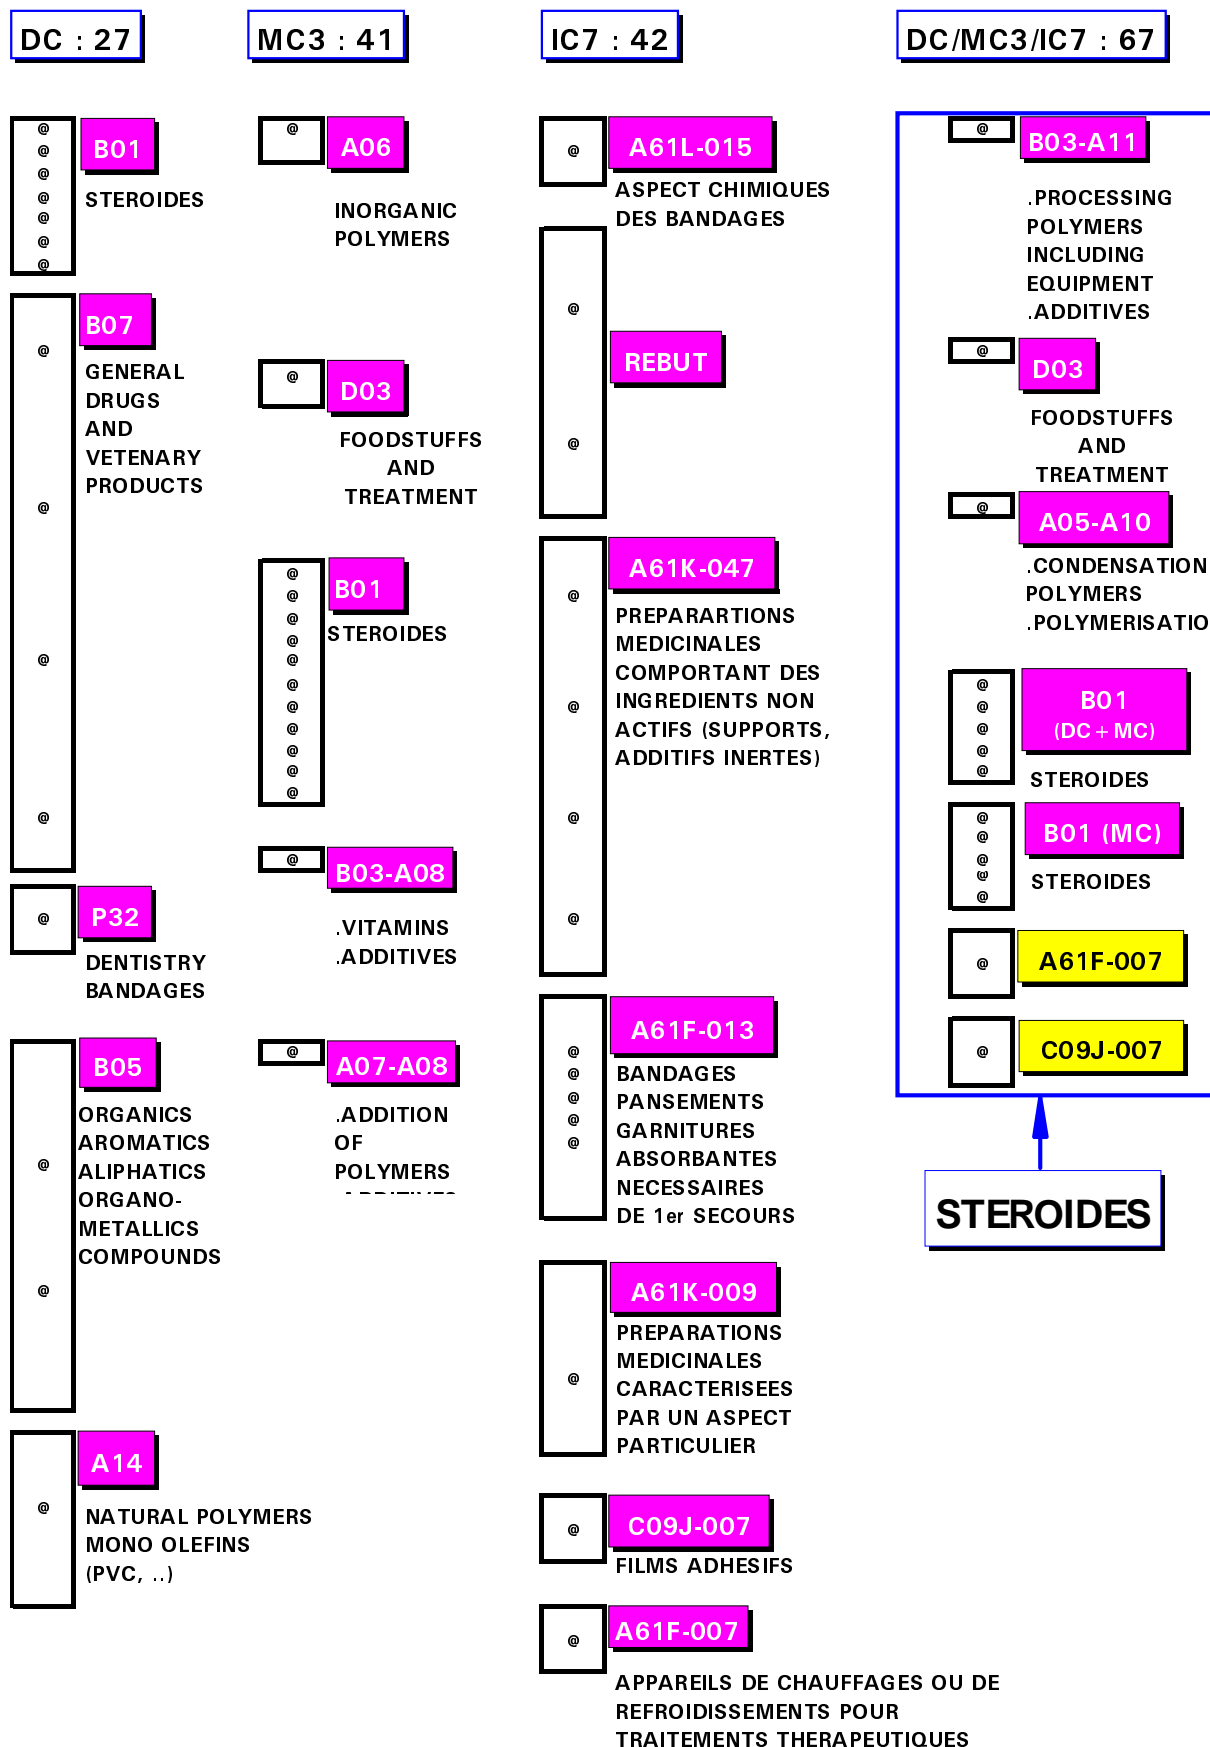 DC : 27
@
@
@
@
@
@
@
B01
STEROIDES
@
@
@
@
B07
GENERAL
DRUGS
AND
VETENARY
PRODUCTS
@
P32
DENTISTRY
BANDAGES
@
@
B05
ORGANICS
AROMATICS
ALIPHATICS
ORGANO-
METALLICS
COMPOUNDS
@
A14
NATURAL POLYMERS
MONO OLEFINS
(PVC, ..)
MC3 : 41
@
A06
INORGANIC
POLYMERS
@
D03
FOODSTUFFS
AND
TREATMENT
@
@
@
@
@
@
@
@
@
@
@
B01
STEROIDES
@
B03-A08
.VITAMINS
.ADDITIVES
@
A07-A08
.ADDITION
OF
POLYMERS
IC7 : 42
@
A61L-015
ASPECT CHIMIQUES
DES BANDAGES
@
@
REBUT
@
@
@
@
A61K-047
PREPARARTIONS
MEDICINALES
COMPORTANT DES
INGREDIENTS NON
ACTIFS (SUPPORTS,
ADDITIFS INERTES)
@
@
@
@
@
A61F-013
BANDAGES
PANSEMENTS
GARNITURES
ABSORBANTES
NECESSAIRES
DE 1er SECOURS
@
A61K-009
PREPARATIONS
MEDICINALES
CARACTERISEES
PAR UN ASPECT
PARTICULIER
@
C09J-007
FILMS ADHESIFS
@
A61F-007
APPAREILS DE CHAUFFAGES OU DE
REFROIDISSEMENTS POUR
TRAITEMENTS THERAPEUTIQUES
DC/MC3/IC7 : 67
@
B03-A11
.PROCESSING
POLYMERS
INCLUDING
EQUIPMENT
.ADDITIVES
@
D03
FOODSTUFFS
AND
TREATMENT
@
A05-A10
.CONDENSATION
POLYMERS
.POLYMERISATIO
@
@
@
@
@
B01
(DC+MC)
STEROIDES
@
@
@
@
@
B01 (MC)
STEROIDES
@
A61F-007
@
C09J-007
STEROIDES